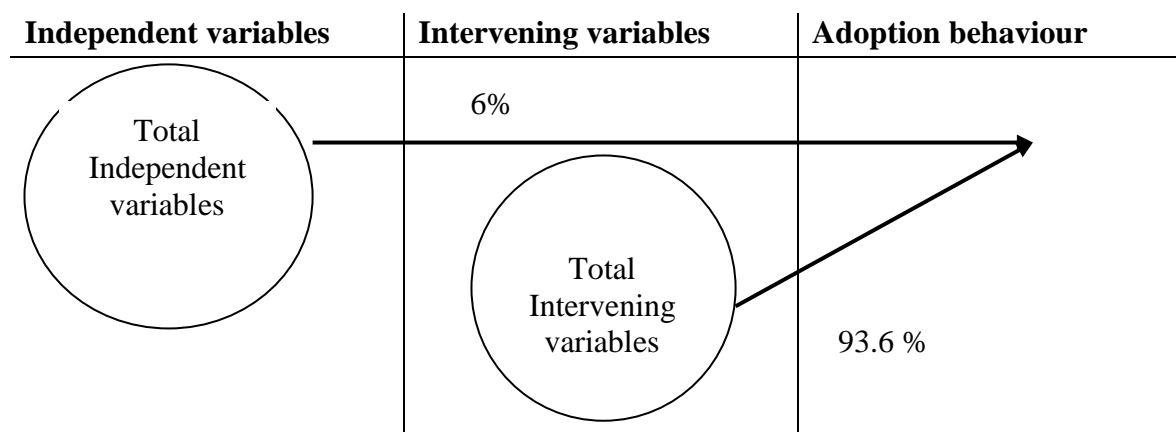 Independent variables
Intervening variables
Adoption behaviour
6%
Total
Independent
variables
Total
Intervening
variables
93.6 %